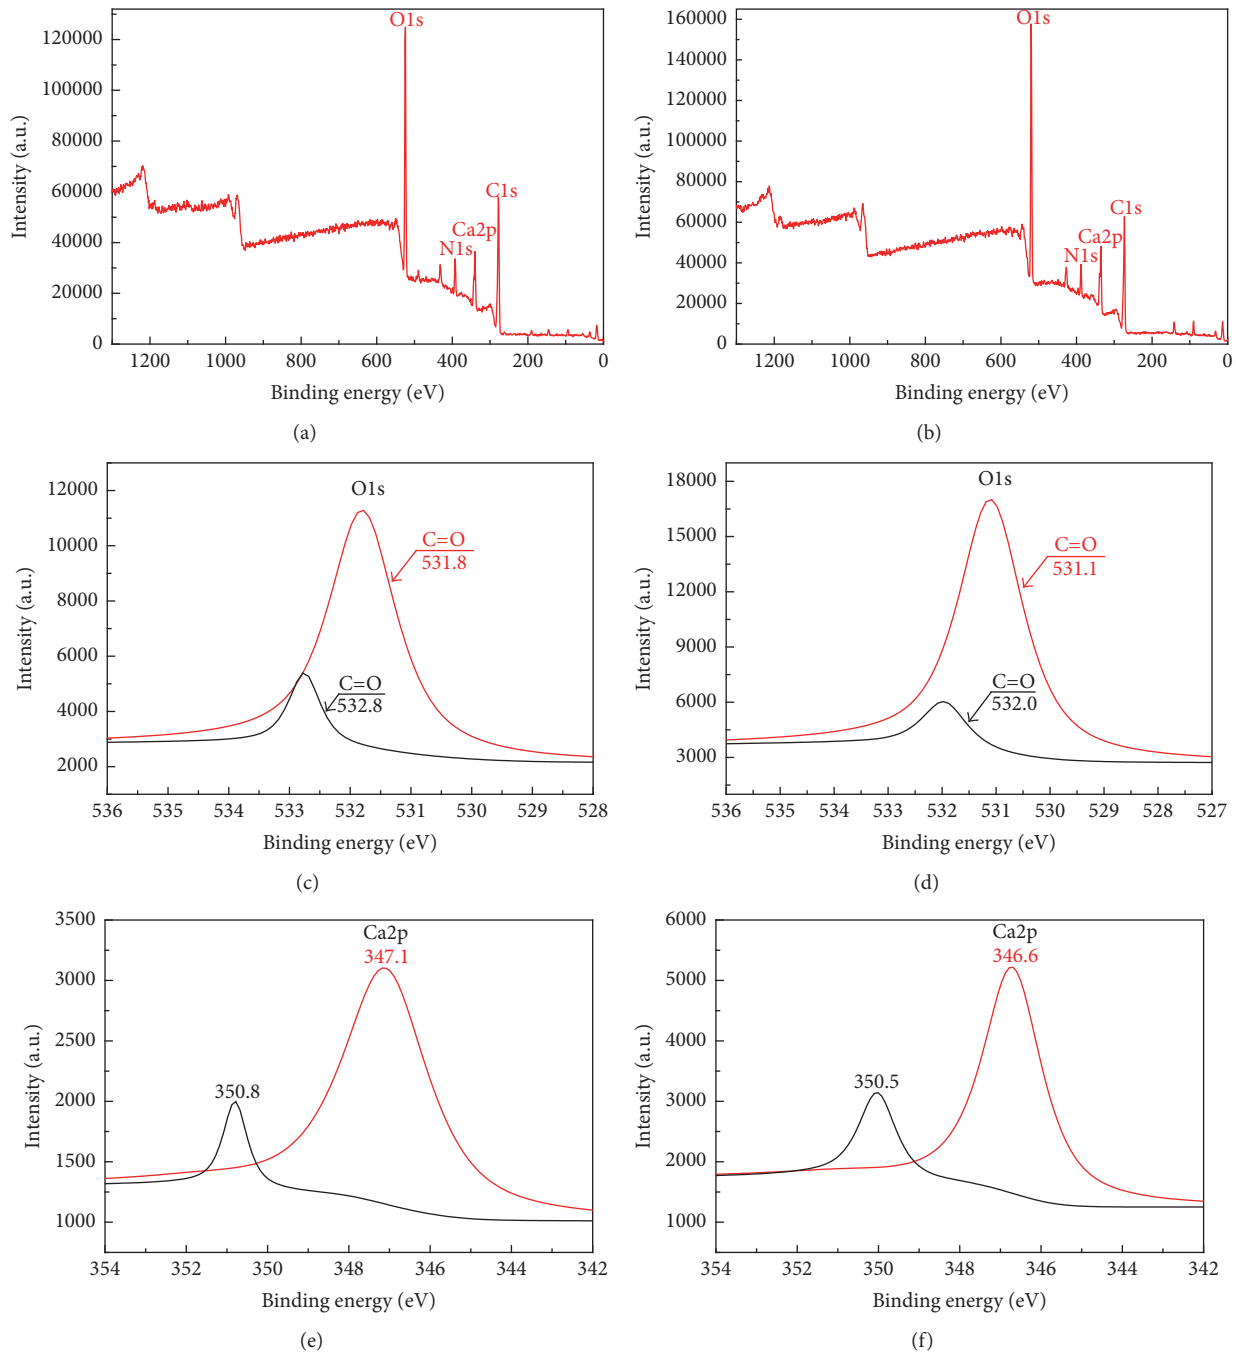 O1s
120000
100000
80000
60000
40000
20000
0
C1s
Ca2p
N1s
1200 1000 800 600 400 200 0
Intensity (a.u.)
Binding energy (eV)
(a)
O1s
160000
140000
120000
100000
80000
60000
40000
20000
0
C1s
Ca2p
N1s
1200 1000 800 600 400 200 0
Intensity (a.u.)
Binding energy (eV)
(b)
12000
10000
8000
6000
4000
2000
O1s
C=O
531.8
C=O
532.8
536 535 534 533 532 531 530 529 528
Intensity (a.u.)
Binding energy (eV)
(c)
18000
15000
12000
9000
6000
3000
O1s
C=O
531.1
C=O
532.0
536 535 534 533 532 531 530 529 528 527
Intensity (a.u.)
Binding energy (eV)
(d)
3500
3000
2500
2000
1500
1000
Ca2p
347.1
350.8
354 352 350 348 346 344 342
Intensity (a.u.)
Binding energy (eV)
(e)
6000
5000
4000
3000
2000
1000
Ca2p
346.6
350.5
354 352 350 348 346 344 342
Intensity (a.u.)
Binding energy (eV)
(f)